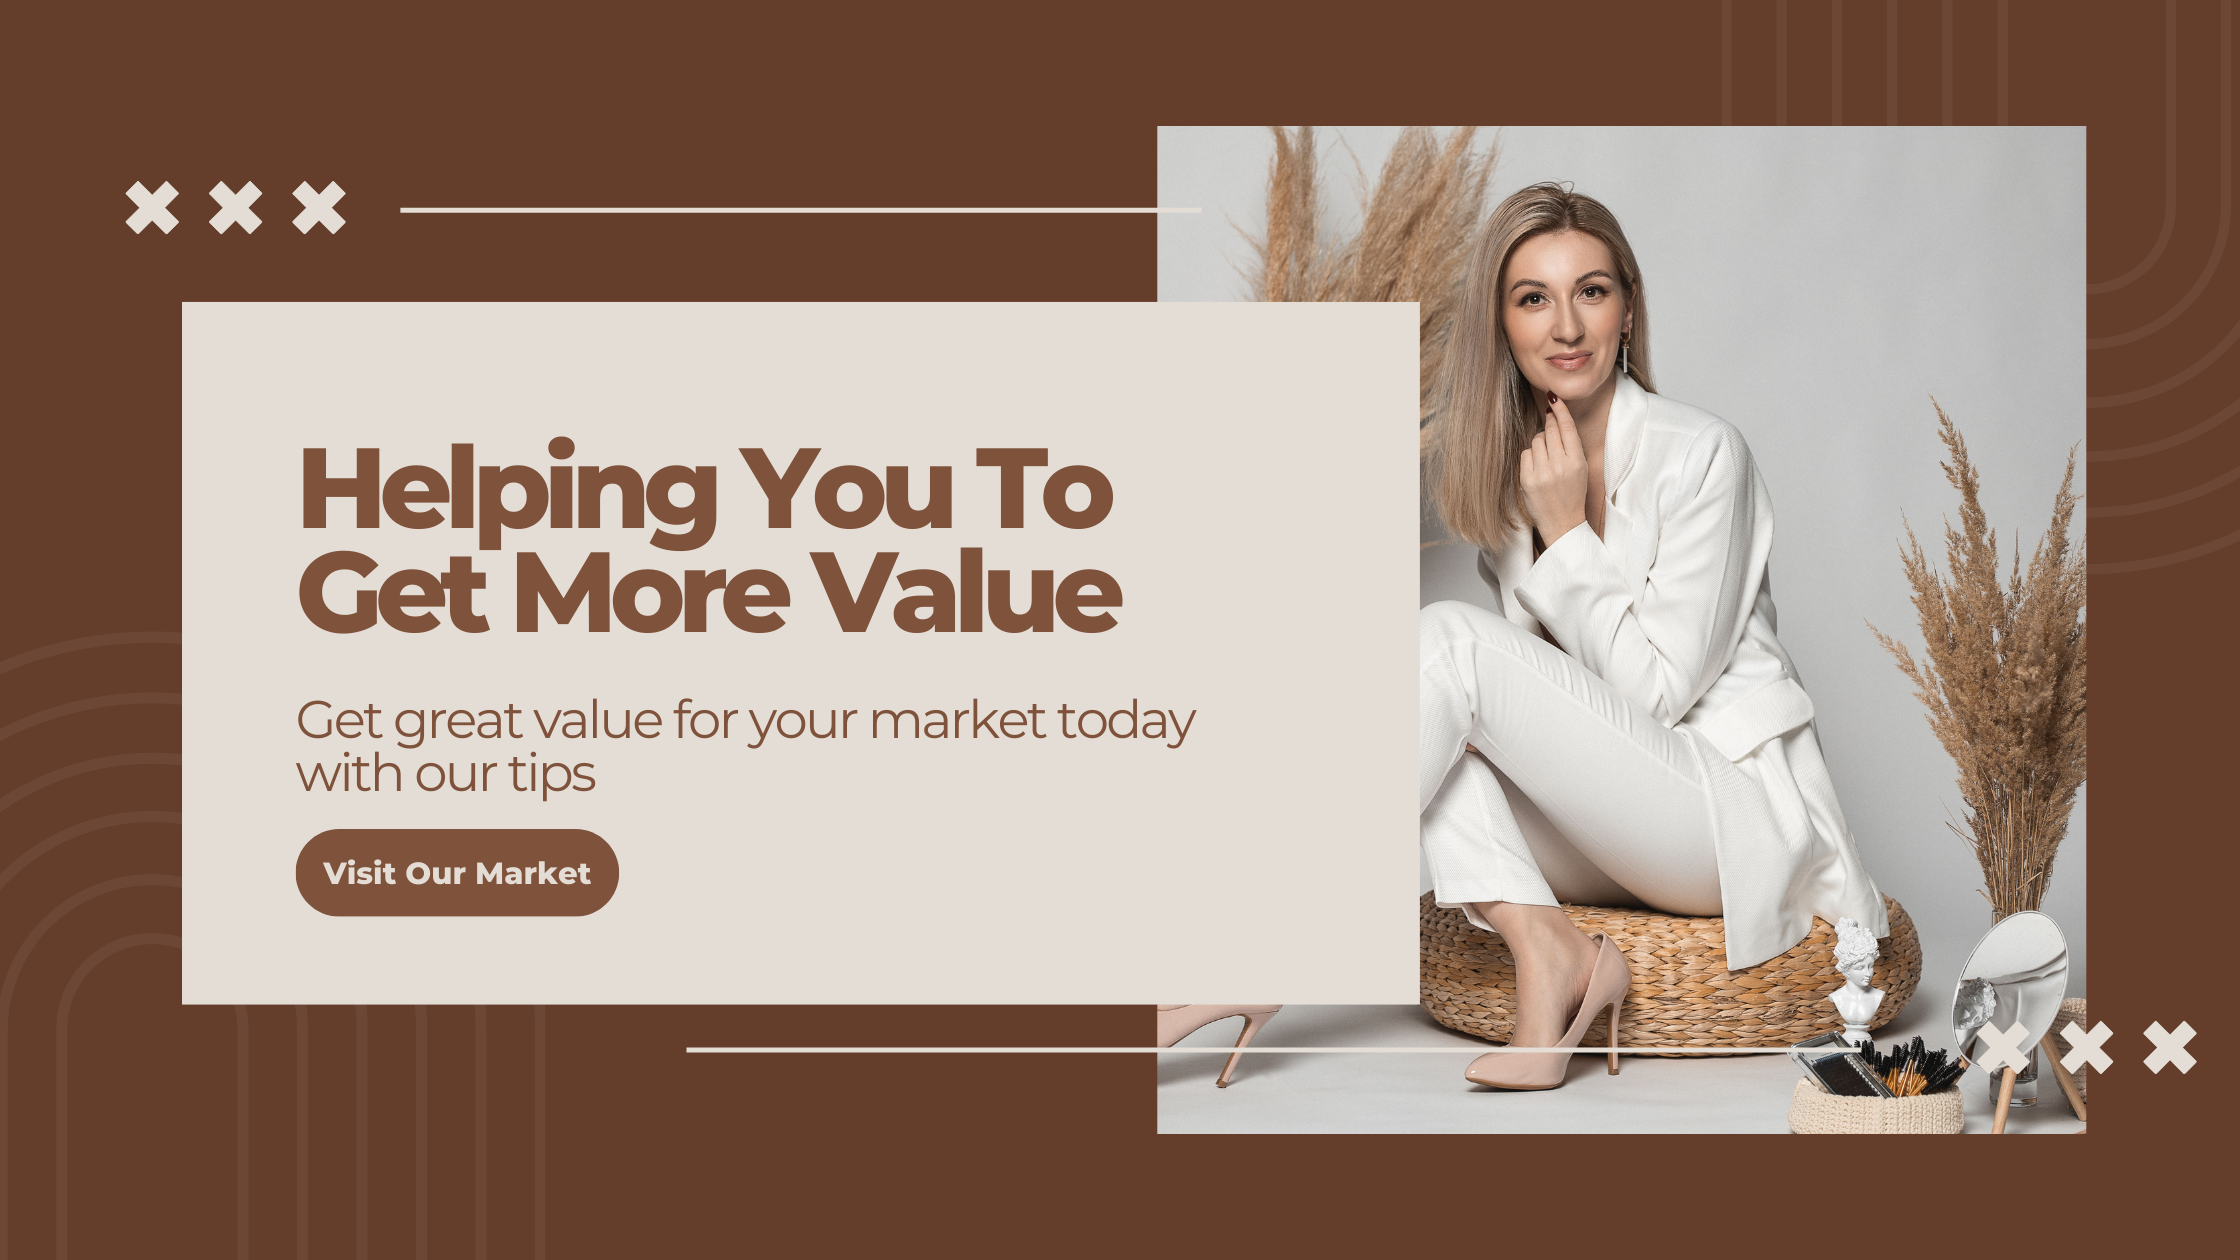 Helping You To
Get More Value
Get great value for your market today
with our tips
Visit Our Market